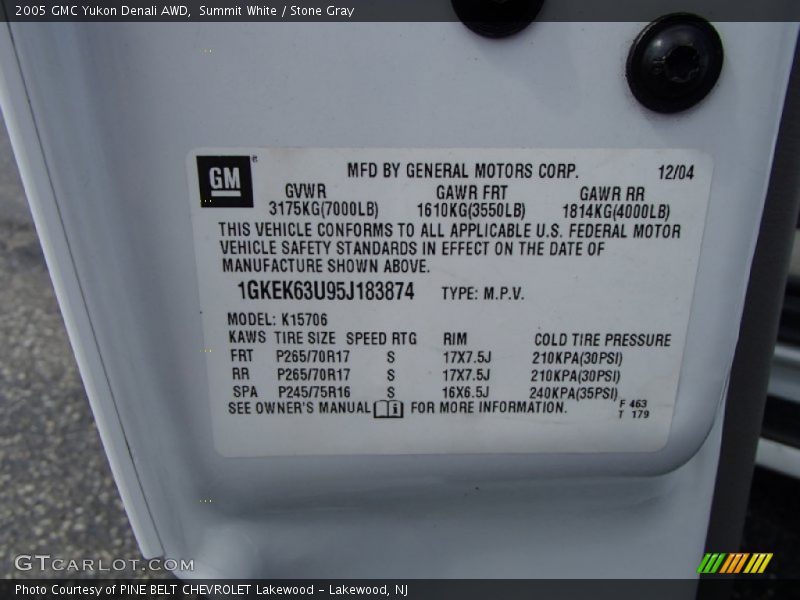 2005 GMC Yukon Denali AWD, Summit White / Stone Gray
GM
MFD BY GENERAL MOTORS CORP. 12/04
GVWR GAWR FRT GAWR RR
3175KG(7000LB) 1610KG(3550LB) 1814KG(4000LB)
THIS VEHICLE CONFORMS TO ALL APPLICABLE U.S. FEDERAL MOTOR
VEHICLE SAFETY STANDARDS IN EFFECT ON THE DATE OF
MANUFACTURE SHOWN ABOVE.
1GKEK63U95J183874 TYPE: M.P.V.
MODEL: K15706
KAWS TIRE SIZE SPEED RTG RIM COLD TIRE PRESSURE
FRT P265/70R17 S 17X7.5J 210KPA(30PSI)
RR P265/70R17 S 17X7.5J 210KPA(30PSI)
SPA P245/75R16 S 16X6.5J 240KPA(35PSI)
SEE OWNER'S MANUAL FOR MORE INFORMATION.
F 463
T 179
GTCARLOT.COM
Photo Courtesy of PINE BELT CHEVROLET Lakewood - Lakewood, NJ